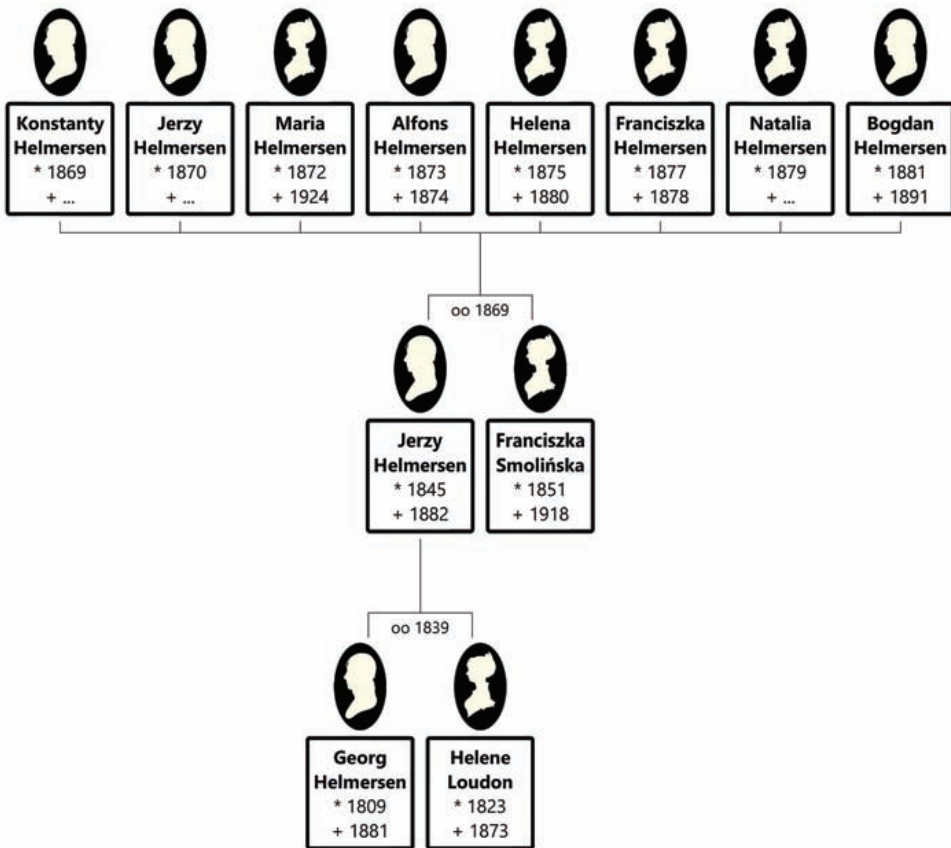 Konstanty
Helmersen
* 1869
+ ...
Jerzy
Helmersen
* 1870
+ ...
Maria
Helmersen
* 1872
+ 1924
Alfons
Helmersen
* 1873
+ 1874
Helena
Helmersen
* 1875
+ 1880
Franciszka
Helmersen
* 1877
+ 1878
Natalia
Helmersen
* 1879
+ ...
Bogdan
Helmersen
* 1881
+ 1891
oo 1869
Jerzy
Helmersen
* 1845
+ 1882
Franciszka
Smolińska
* 1851
+ 1918
oo 1839
Georg
Helmersen
* 1809
+ 1881
Helene
Loudon
* 1823
+ 1873